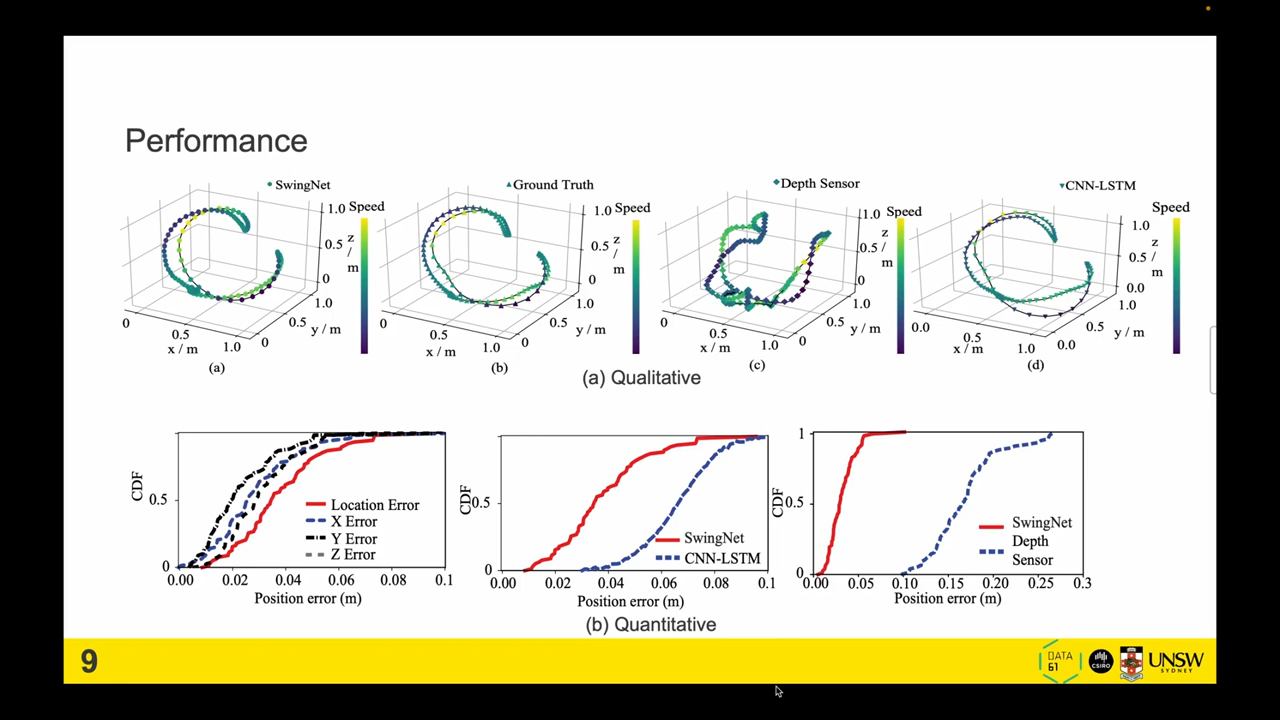 Performance
SwingNet
Speed
1.0
z
0.5
/
m
0
1.0
0.5
y / m
0
0
0.5
x / m
1.0
(a)
Ground Truth
Speed
1.0
z
0.5
/
m
0
1.0
0.5
y / m
0
0
0.5
x / m
1.0
(b)
Depth Sensor
Speed
1.0
z
0.5
/
m
0
1.0
0.5
y / m
0
0
0.5
x / m
1.0
(c)
CNN-LSTM
Speed
1.0
z
0.5
/
m
0.0
1.0
0.5
y / m
0.0
0.0
0.5
x / m
1.0
(d)
(a) Qualitative
CDF
0.5
0
Location Error
X Error
Y Error
Z Error
0.00 0.02 0.04 0.06 0.08 0.1
Position error (m)
CDF
0.5
0
SwingNet
CNN-LSTM
0.00 0.02 0.04 0.06 0.08 0.1
Position error (m)
CDF
1
0.5
0
SwingNet
Depth
Sensor
0.00 0.05 0.10 0.15 0.20 0.25 0.3
Position error (m)
(b) Quantitative
9
DATA
61
CSIRO
UNSW
SYDNEY